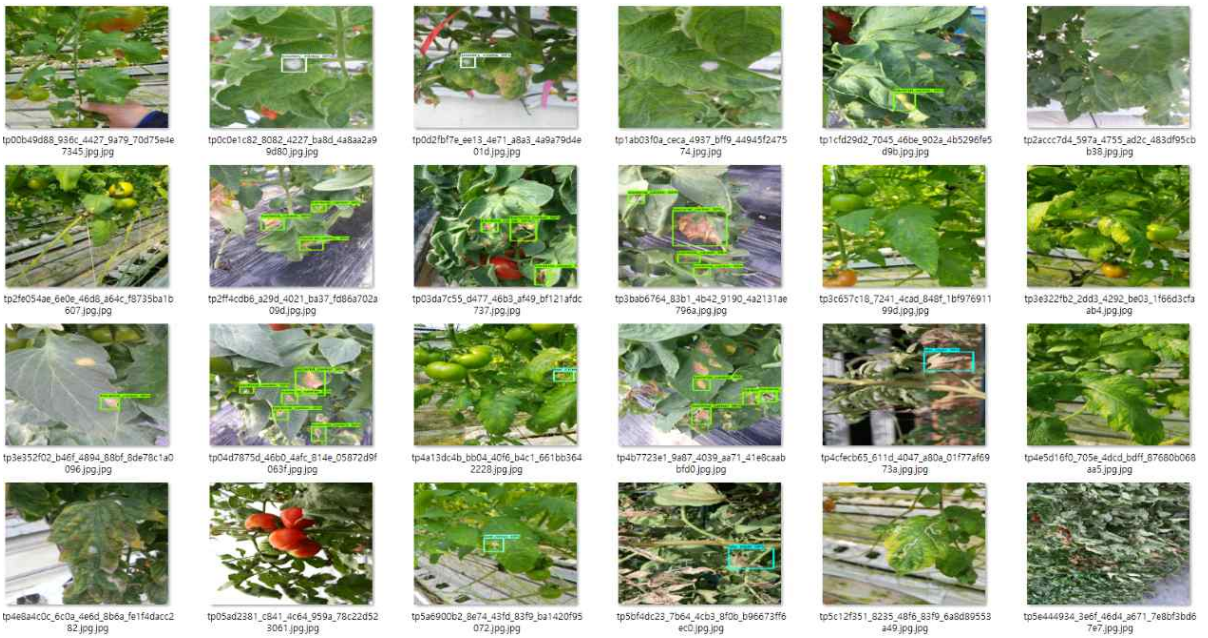 tp00b49d88_936c_4427_9a79_70d75e4e
7345.jpg.jpg
tp0c0e1c82_8082_4227_ba8d_4a8aa2a9
9d80.jpg.jpg
tp0d2fbf7e_ee13_4e71_a8a3_4a9a79d4e
01d.jpg.jpg
tp1ab03f0a_ceca_4937_bff9_44945f2475
74.jpg.jpg
tp1cfd29d2_7045_46be_902a_4b5296fe5
d9b.jpg.jpg
tp2accc7d4_597a_4755_ad2c_483df95cb
b38.jpg.jpg
tp2fe054ae_6e0e_46d8_a64c_f8735ba1b
607.jpg.jpg
tp2ff4cdb6_a29d_4021_ba37_fd86a702a
09d.jpg.jpg
tp03da7c55_d477_46b3_af49_bf121afdc
737.jpg.jpg
tp3bab6764_83b1_4b42_9190_4a2131ae
796a.jpg.jpg
tp3c657c18_7241_4cad_848f_1bf976911
99d.jpg.jpg
tp3e322fb2_2dd3_4292_be03_1f66d3cfa
ab4.jpg.jpg
tp3e352f02_b46f_4894_88bf_8de78c1a0
096.jpg.jpg
tp04d7875d_46b0_4afc_814e_05872d9f
063f.jpg.jpg
tp4a13dc4b_bb04_40f6_b4c1_661bb364
2228.jpg.jpg
tp4b7723e1_9a87_4039_aa71_41e8caab
bfd0.jpg.jpg
tp4cfecb65_611d_4047_a80a_01f77af69
73a.jpg.jpg
tp4e5d16f0_705e_4dcd_bdff_87680b068
aa5.jpg.jpg
tp4e8a4c0c_6c0a_4e6d_8b6a_fe1f4dacc2
82.jpg.jpg
tp05ad2381_c841_4c64_959a_78c22d52
3061.jpg.jpg
tp5a6900b2_8e74_43fd_83f9_ba1420f95
072.jpg.jpg
tp5bf4dc23_7b64_4cb3_8f0b_b96673ff6
ec0.jpg.jpg
tp5c12f351_8235_48f6_83f9_6a8d89553
a49.jpg.jpg
tp5e444934_3e6f_46d4_a671_7e8bf3bd6
7e7.jpg.jpg